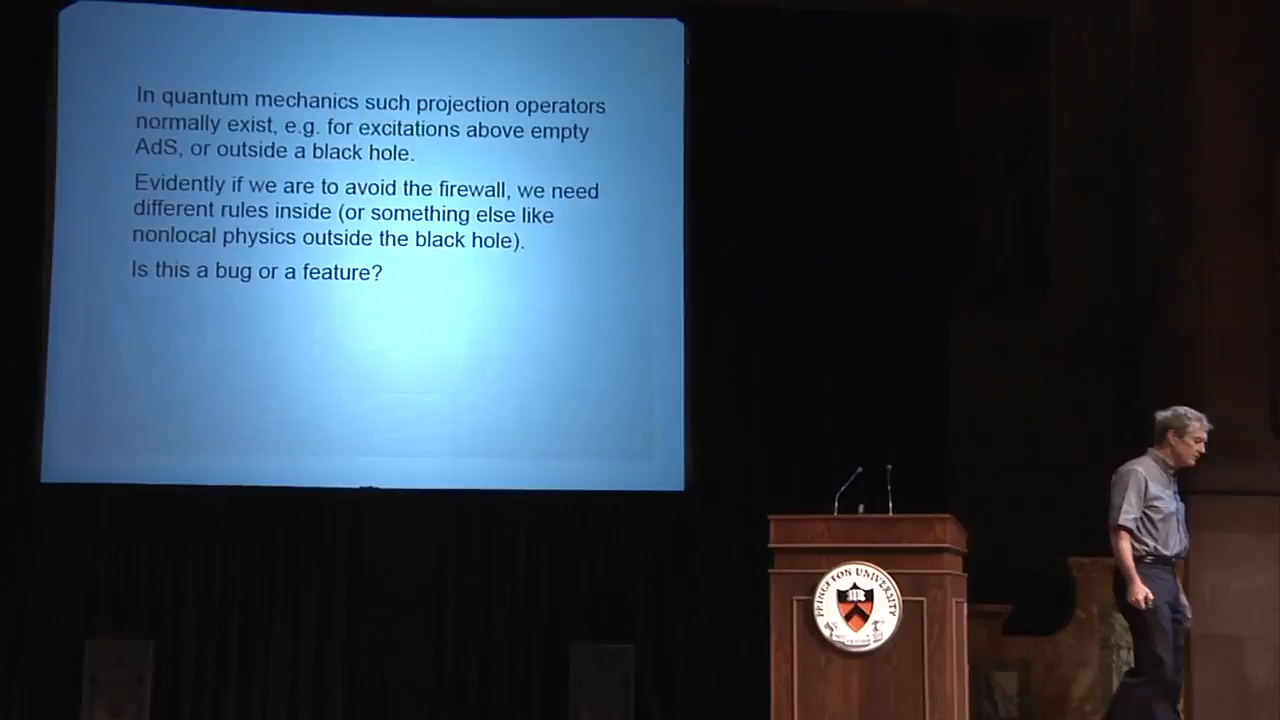 In quantum mechanics such projection operators
normally exist, e.g. for excitations above empty
AdS, or outside a black hole.
Evidently if we are to avoid the firewall, we need
different rules inside (or something else like
nonlocal physics outside the black hole).
Is this a bug or a feature?
PRINCETON UNIVERSITY